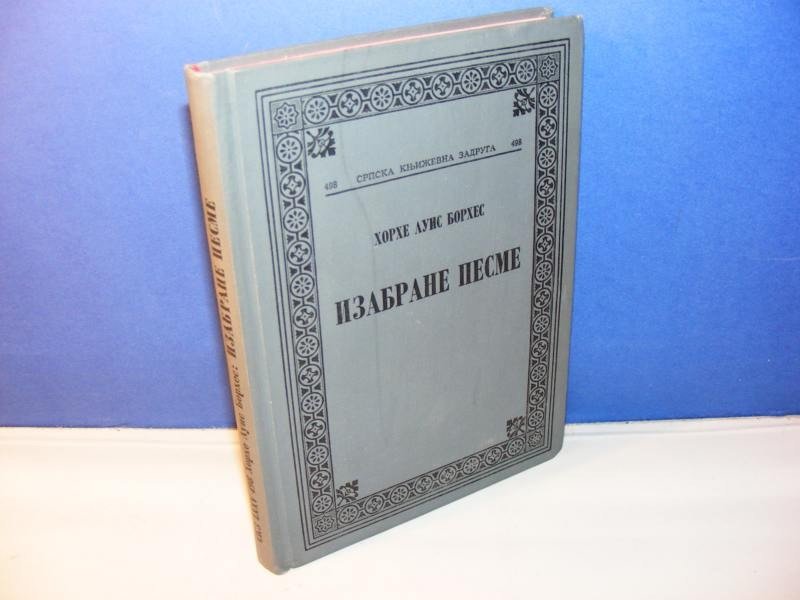 498 СРПСКА КЊИЖЕВНА ЗАДРУГА 498
ХОРХЕ ЛУИС БОРХЕС
ИЗАБРАНЕ ПЕСМЕ
Хорхе Луис Борхес: ИЗАБРАНЕ ПЕСМЕ